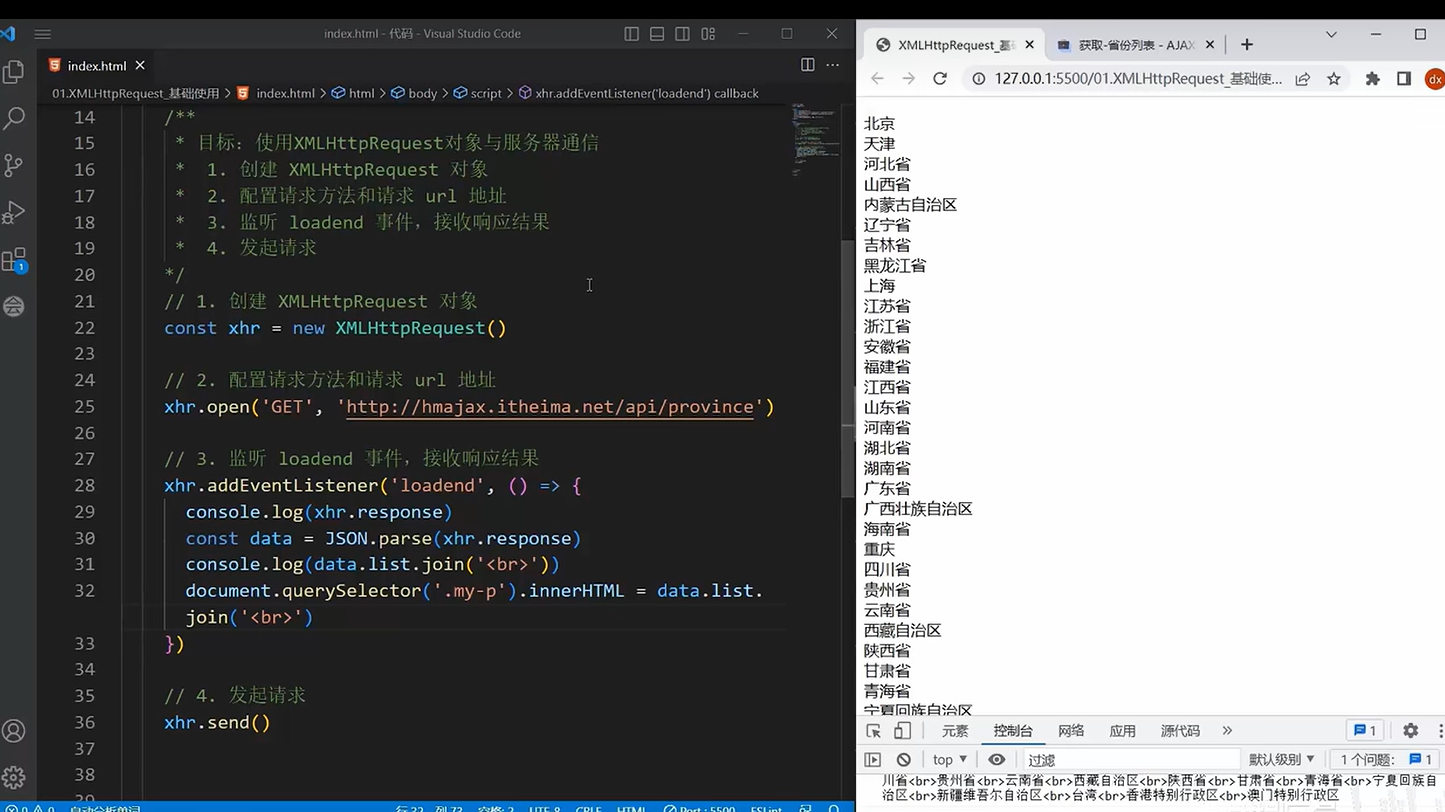 index.html - 代码 - Visual Studio Code
index.html
01.XMLHttpRequest_基础使用 > index.html > html > body > script > xhr.addEventListener('loadend') callback
14 /**
15 * 目标：使用XMLHttpRequest对象与服务器通信
16 * 1. 创建 XMLHttpRequest 对象
17 * 2. 配置请求方法和请求 url 地址
18 * 3. 监听 loadend 事件，接收响应结果
19 * 4. 发起请求
20 */
21 // 1. 创建 XMLHttpRequest 对象
22 const xhr = new XMLHttpRequest()
23
24 // 2. 配置请求方法和请求 url 地址
25 xhr.open('GET', 'http://hmajax.itheima.net/api/province')
26
27 // 3. 监听 loadend 事件，接收响应结果
28 xhr.addEventListener('loadend', () => {
29 console.log(xhr.response)
30 const data = JSON.parse(xhr.response)
31 console.log(data.list.join('<br>'))
32 document.querySelector('.my-p').innerHTML = data.list.
join('<br>')
33 })
34
35 // 4. 发起请求
36 xhr.send()
37
38
1
XMLHttpRequest_基
获取-省份列表 - AJAX
127.0.0.1:5500/01.XMLHttpRequest_基础使...
dx
北京
天津
河北省
山西省
内蒙古自治区
辽宁省
吉林省
黑龙江省
上海
江苏省
浙江省
安徽省
福建省
江西省
山东省
河南省
湖北省
湖南省
广东省
广西壮族自治区
海南省
重庆
四川省
贵州省
云南省
西藏自治区
陕西省
甘肃省
青海省
宁夏回族自治区
元素 控制台 网络 应用 源代码 » 1
top ▼ 过滤 默认级别 ▼ 1 个问题: 1
川省<br>贵州省<br>云南省<br>西藏自治区<br>陕西省<br>甘肃省<br>青海省<br>宁夏回族自
治区<br>新疆维吾尔自治区<br>台湾<br>香港特别行政区<br>澳门特别行政区